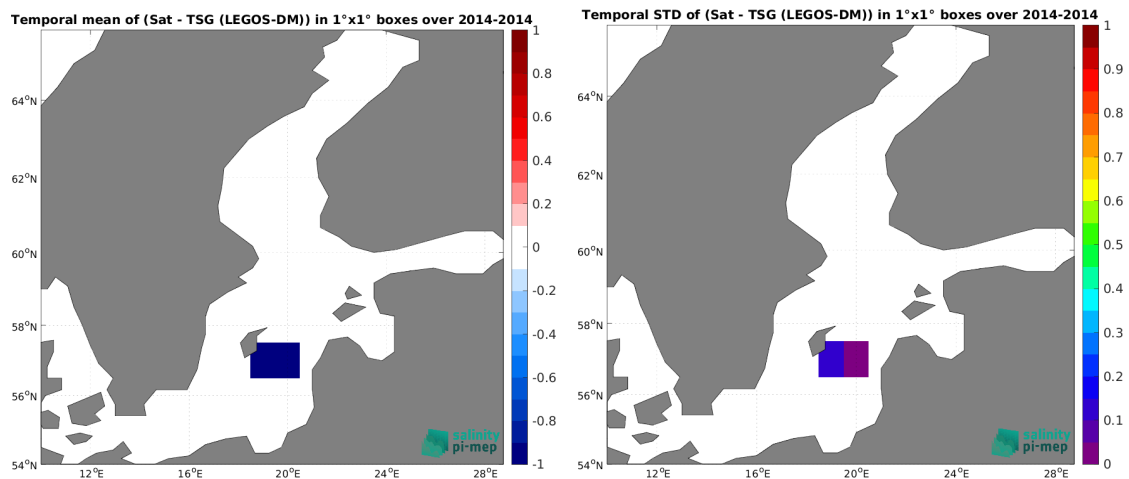 Temporal mean of (Sat - TSG (LEGOS-DM)) in 1°x1° boxes over 2014-2014
64°N
62°N
60°N
58°N
56°N
54°N
12°E
16°E
20°E
24°E
28°E
1
0.8
0.6
0.4
0.2
0
-0.2
-0.4
-0.6
-0.8
-1
salinity
pi-mep
Temporal STD of (Sat - TSG (LEGOS-DM)) in 1°x1° boxes over 2014-2014
64°N
62°N
60°N
58°N
56°N
54°N
12°E
16°E
20°E
24°E
28°E
1
0.9
0.8
0.7
0.6
0.5
0.4
0.3
0.2
0.1
0
salinity
pi-mep